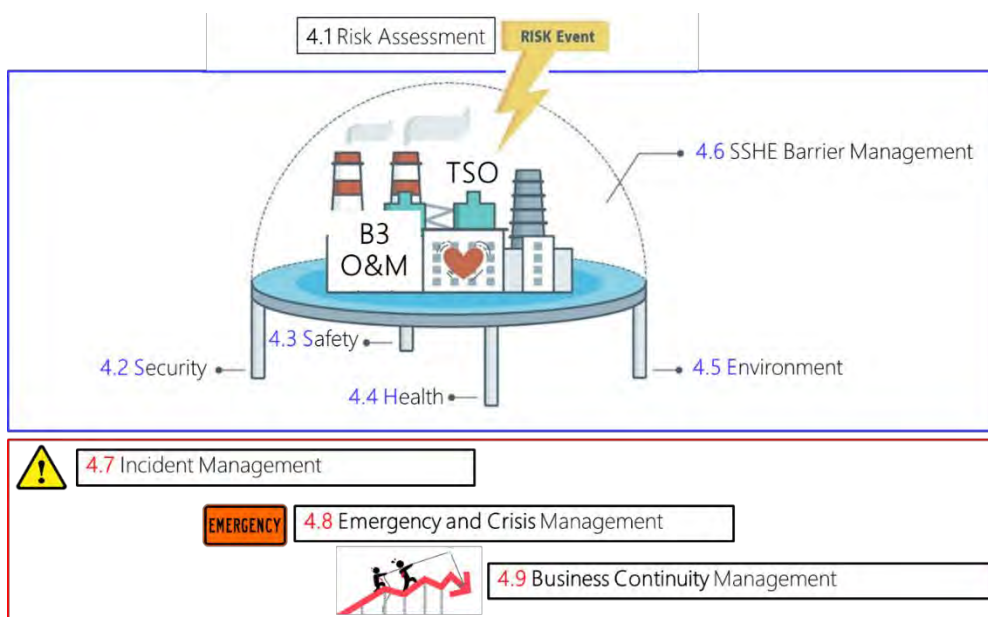 4.1 Risk Assessment
RISK Event
4.6 SSHE Barrier Management
TSO
B3
O&M
4.3 Safety
4.2 Security
4.5 Environment
4.4 Health
4.7 Incident Management
EMERGENCY
4.8 Emergency and Crisis Management
4.9 Business Continuity Management